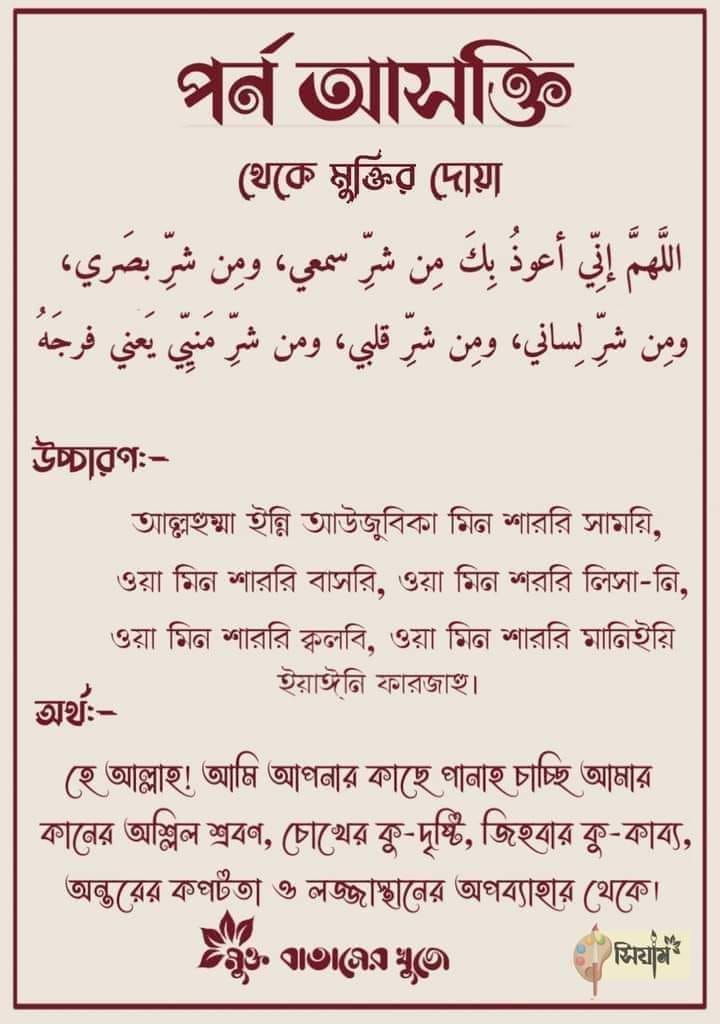 পর্ন আসক্তি
থেকে মুক্তির দোয়া
اللَّهمَّ إنِّي أعوذُ بِكَ مِن شرِّ سمعي، ومِن شرِّ بصَري،
ومِن شرِّ لِساني، ومِن شرِّ قلبي، ومن شرِّ مَنيِّي يَعني فرجَهُ
উচ্চারণঃ-
আল্লহুম্মা ইন্নি আউজুবিকা মিন শাররি সাময়ি,
ওয়া মিন শাররি বাসরি, ওয়া মিন শররি লিসা-নি,
ওয়া মিন শাররি ক্বলবি, ওয়া মিন শাররি মানিইয়ি
ইয়াঈ্নি ফারজাহু।
অর্থঃ-
হে আল্লাহ! আমি আপনার কাছে পানাহ চাচ্ছি আমার
কানের অশ্লিল শ্রবণ, চোখের কু-দৃষ্টি, জিহবার কু-কাব্য,
অন্তরের কপটতা ও লজ্জাস্থানের অপব্যাহার থেকে।
মুক্ত বাতাসের খুজে
সিয়াম